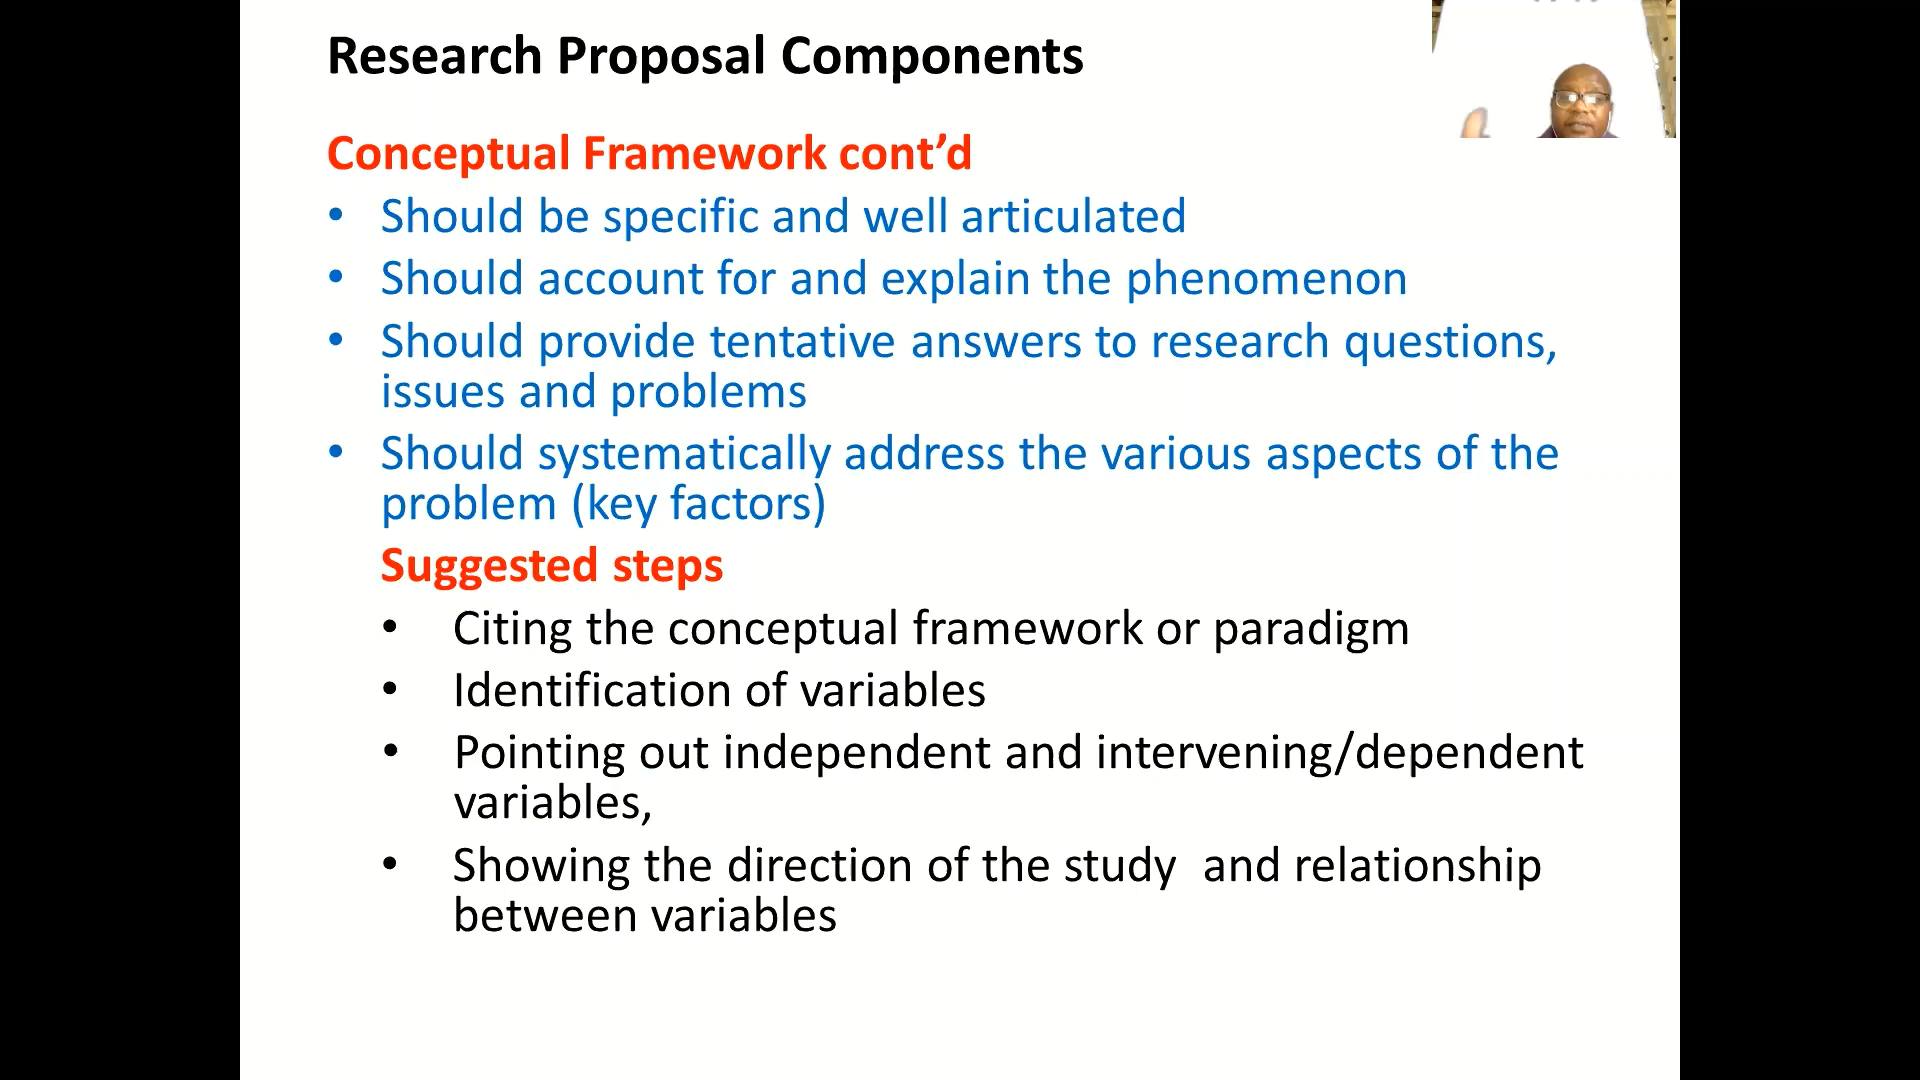 Research Proposal Components
Conceptual Framework cont’d
• Should be specific and well articulated
• Should account for and explain the phenomenon
• Should provide tentative answers to research questions,
issues and problems
• Should systematically address the various aspects of the
problem (key factors)
Suggested steps
• Citing the conceptual framework or paradigm
• Identification of variables
• Pointing out independent and intervening/dependent
variables,
• Showing the direction of the study  and relationship
between variables